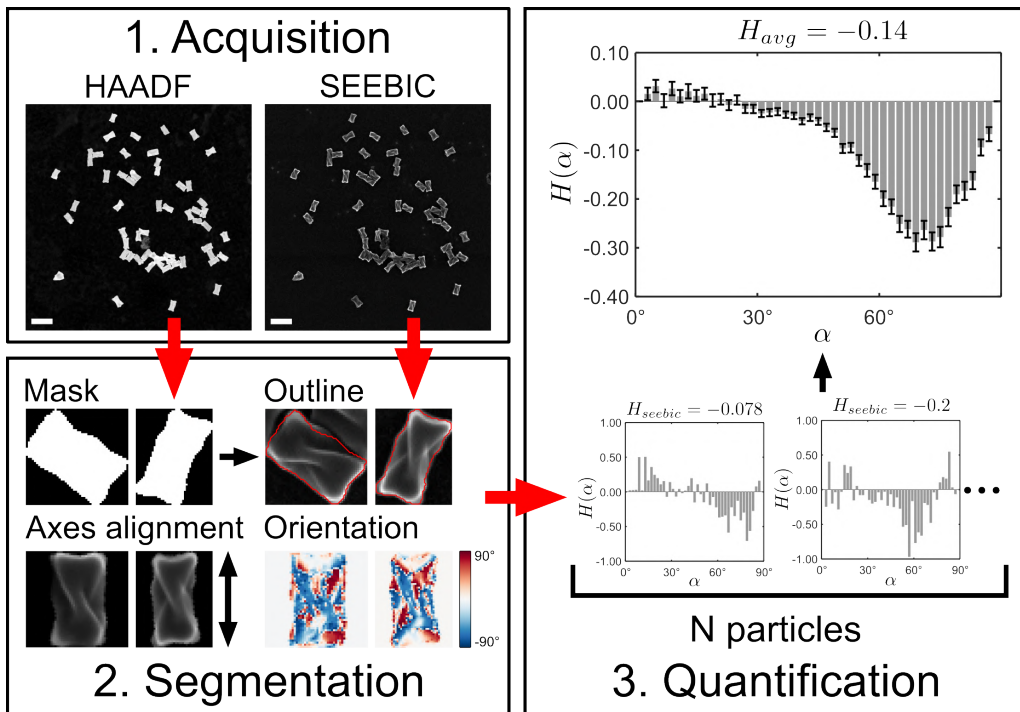 1. Acquisition
HAADF SEEBIC
Mask
Outline
Axes alignment
Orientation
90°
-90°
2. Segmentation
H_avg = −0.14
0.10
0.00
-0.10
-0.20
-0.30
-0.40
H(α)
0° 30° 60°
α
H_seebic = −0.078
1.00
0.50
0.00
-0.50
-1.00
H(α)
0° 30° 60° 90°
α
H_seebic = −0.2
1.00
0.50
0.00
-0.50
-1.00
H(α)
0° 30° 60° 90°
α
N particles
3. Quantification